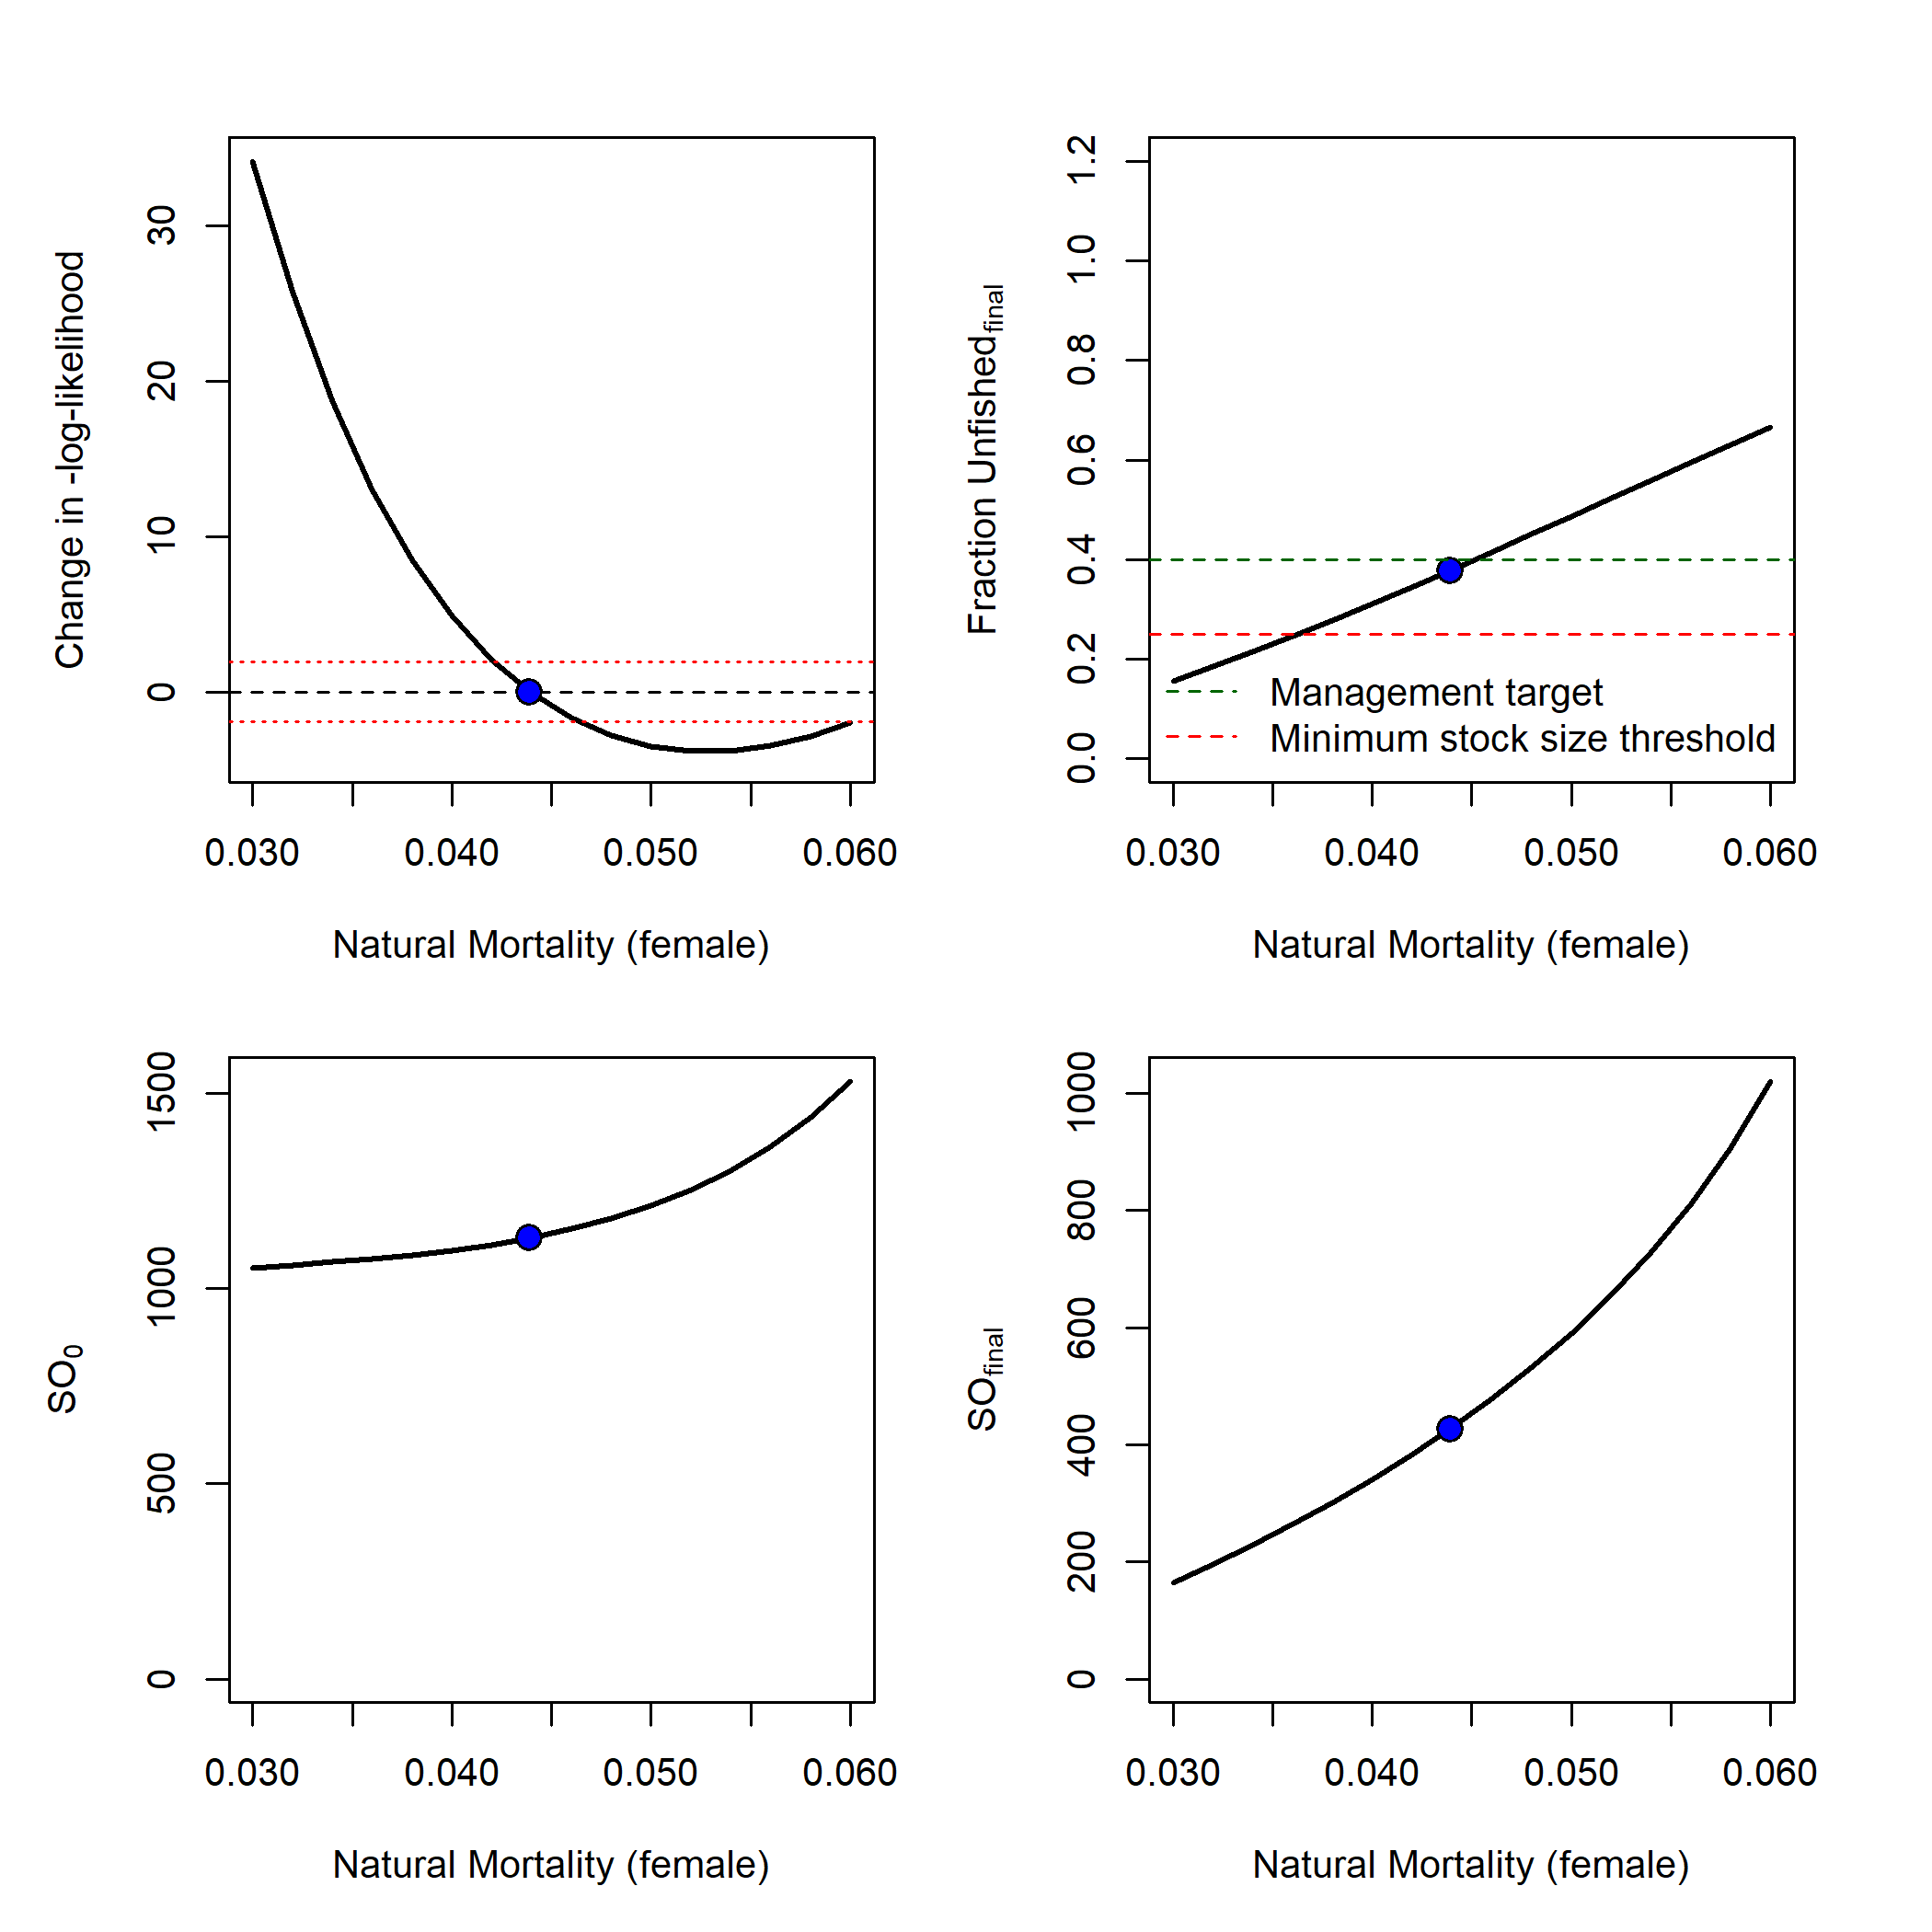 Change in -log-likelihood
30
20
10
0
0.030 0.040 0.050 0.060
Natural Mortality (female)
Fraction Unfished final
1.2
1.0
0.8
0.6
0.4
0.2
0.0
Management target
Minimum stock size threshold
0.030 0.040 0.050 0.060
Natural Mortality (female)
SO0
1500
1000
500
0
0.030 0.040 0.050 0.060
Natural Mortality (female)
SOfinal
1000
800
600
400
200
0
0.030 0.040 0.050 0.060
Natural Mortality (female)